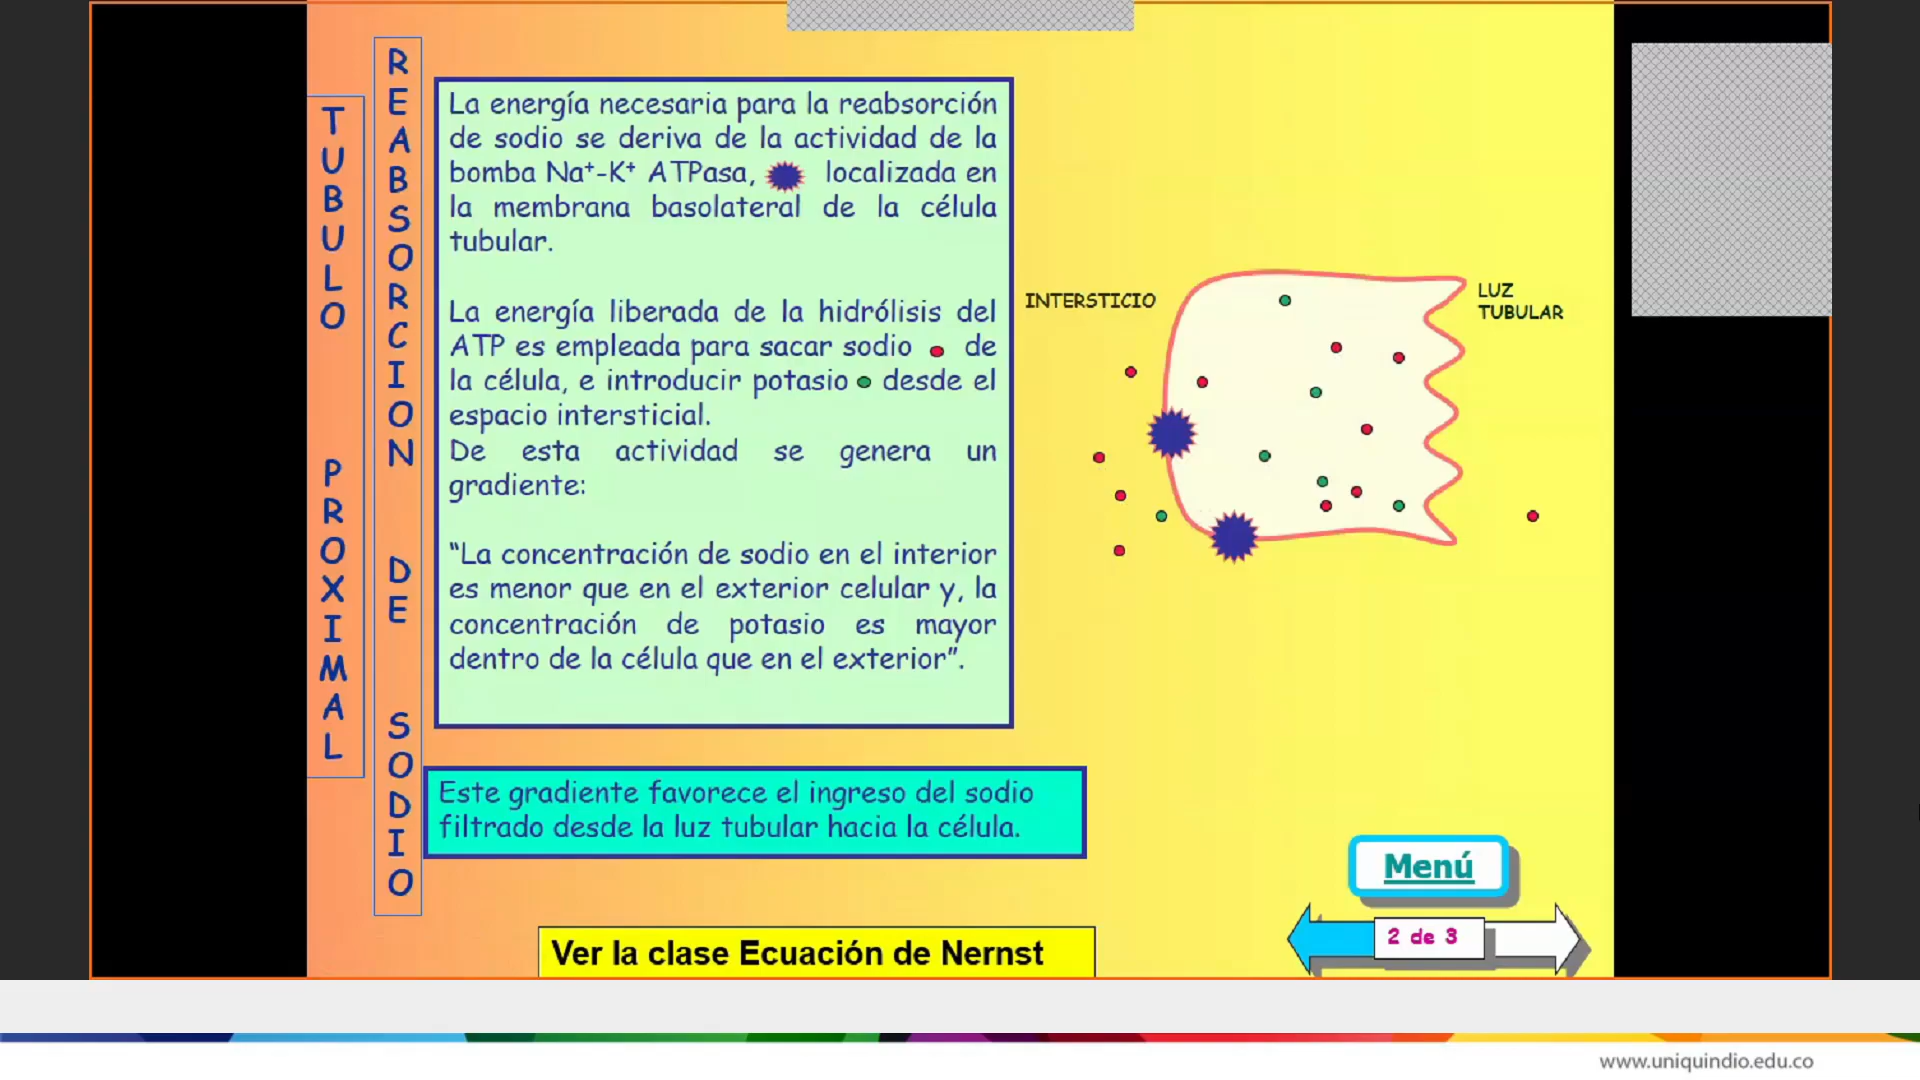 TUBULO PROXIMAL
REABSORCION DE SODIO
La energía necesaria para la reabsorción
de sodio se deriva de la actividad de la
bomba Na⁺-K⁺ ATPasa, localizada en
la membrana basolateral de la célula
tubular.
La energía liberada de la hidrólisis del
ATP es empleada para sacar sodio de
la célula, e introducir potasio desde el
espacio intersticial.
De esta actividad se genera un
gradiente:
“La concentración de sodio en el interior
es menor que en el exterior celular y, la
concentración de potasio es mayor
dentro de la célula que en el exterior”.
INTERSTICIO
LUZ
TUBULAR
Este gradiente favorece el ingreso del sodio
filtrado desde la luz tubular hacia la célula.
Menú
2 de 3
Ver la clase Ecuación de Nernst
www.uniquindio.edu.co